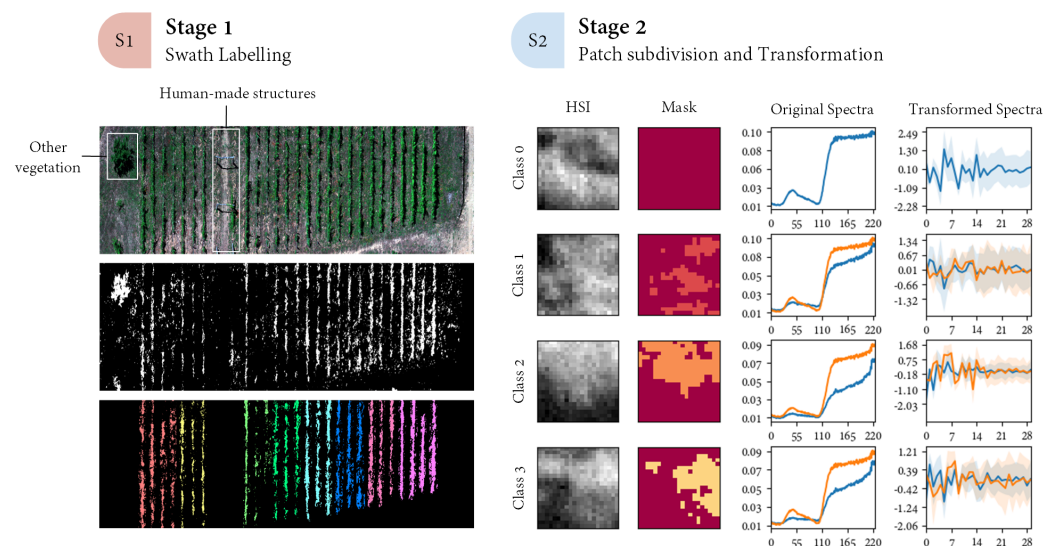 S1
Stage 1
Swath Labelling
Human-made structures
Other
vegetation
S2
Stage 2
Patch subdivision and Transformation
HSI
Mask
Original Spectra
Transformed Spectra
Class 0
0.10
0.08
0.06
0.03
0.01
0 55 110 165 220
2.49
1.30
0.10
-1.09
-2.28
0 7 14 21 28
Class 1
0.10
0.08
0.05
0.03
0.01
0 55 110 165 220
1.34
0.67
0.01
-0.66
-1.32
0 7 14 21 28
Class 2
0.09
0.07
0.05
0.03
0.01
0 55 110 165 220
1.68
0.75
-0.18
-1.10
-2.03
0 7 14 21 28
Class 3
0.09
0.07
0.05
0.03
0.01
0 55 110 165 220
1.21
0.39
-0.42
-1.24
-2.06
0 7 14 21 28